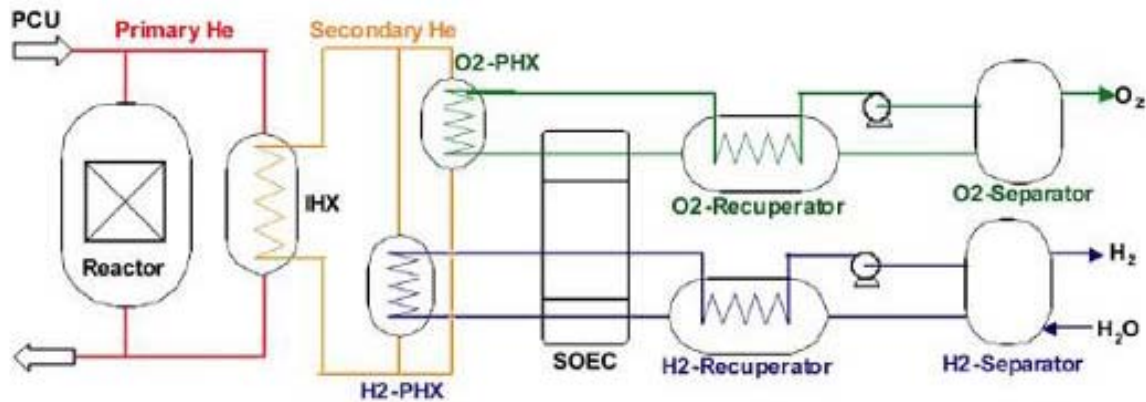 PCU
Primary He
Secondary He
O2-PHX
O₂
IHX
Reactor
O2-Recuperator
O2-Separator
H₂
H₂O
SOEC
H2-PHX
H2-Recuperator
H2-Separator